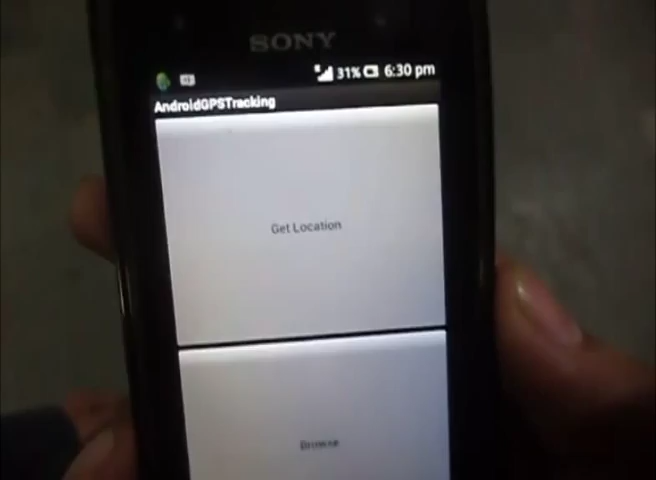 SONY
31% 6:30 pm
AndroidGPSTracking
Get Location
Browse